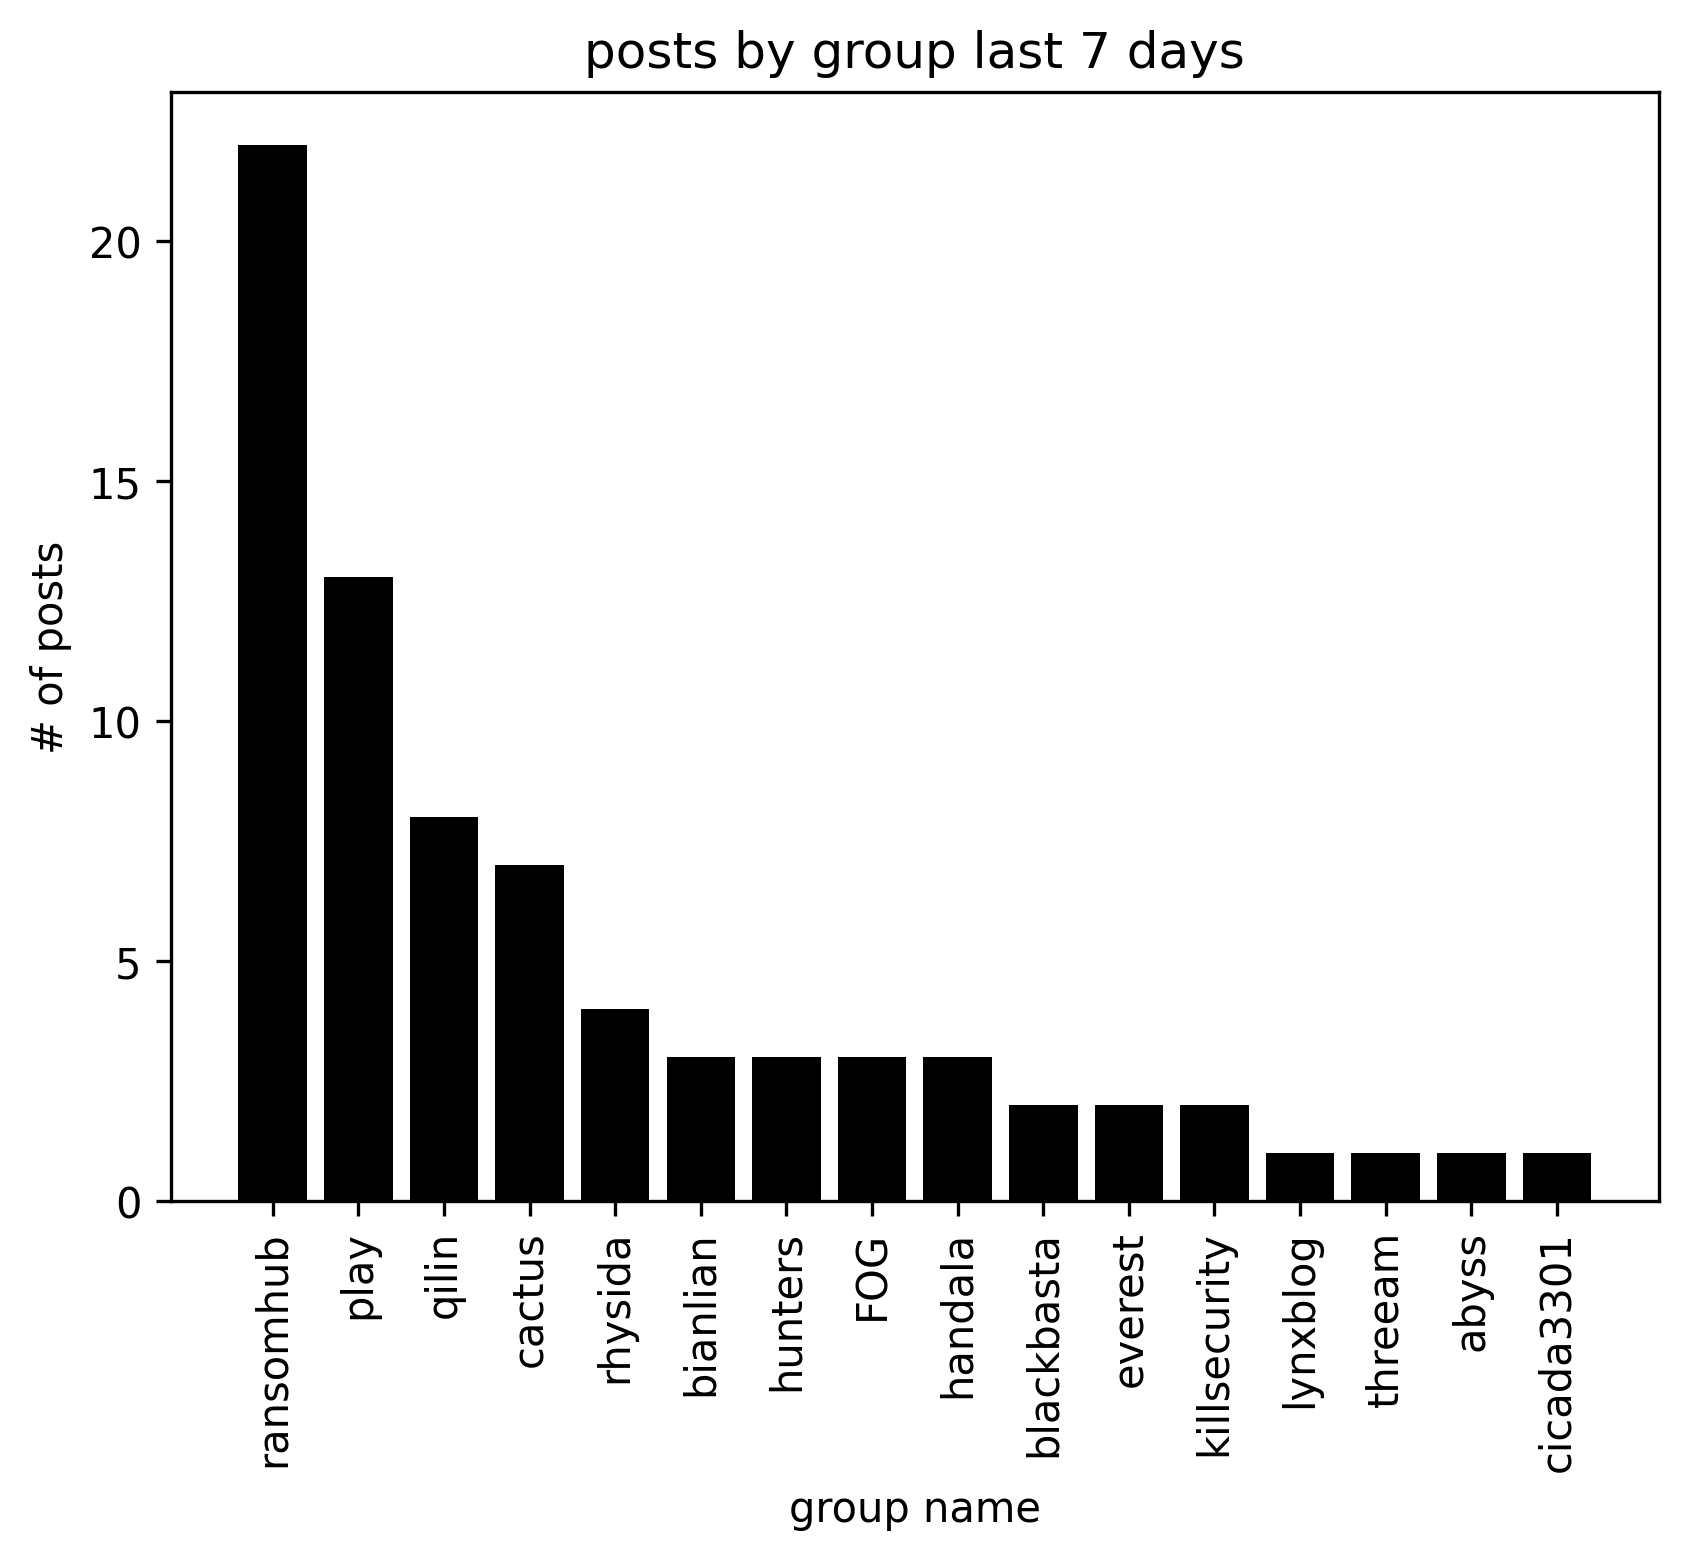 posts by group last 7 days
# of posts
20
15
10
5
0
ransomhub
play
qilin
cactus
rhysida
bianlian
hunters
FOG
handala
blackbasta
everest
killsecurity
lynxblog
threeam
abyss
cicada3301
group name